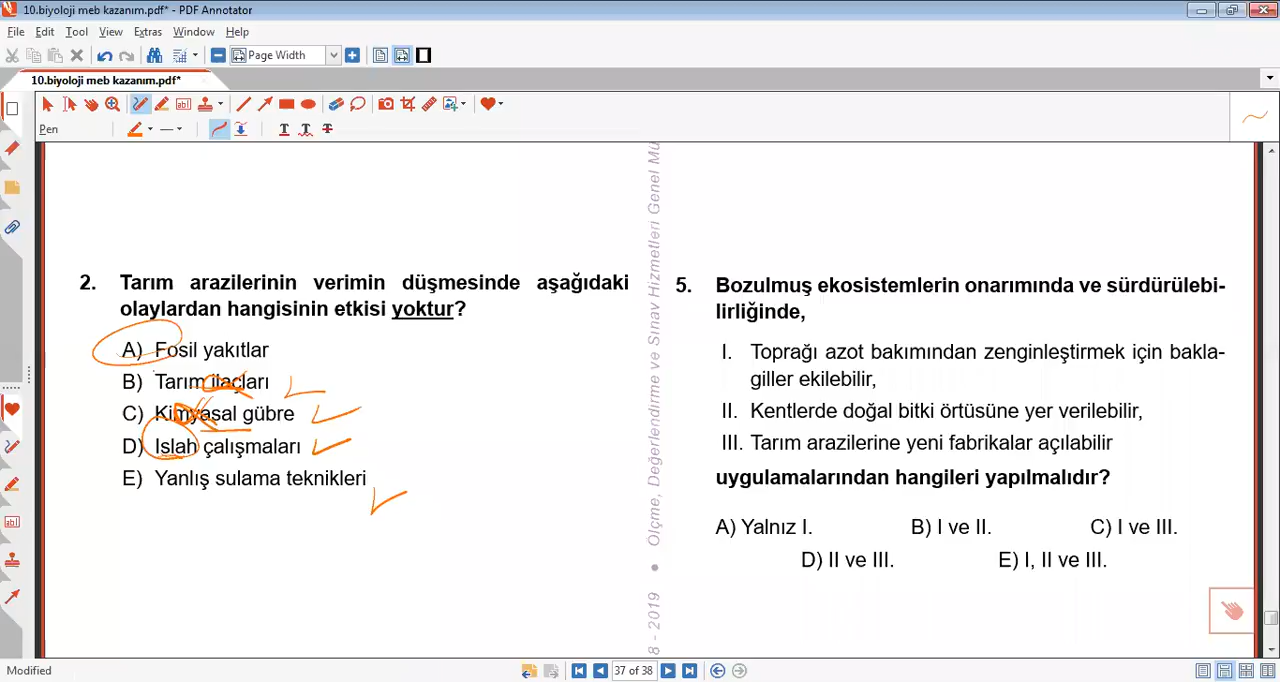 10.biyoloji meb kazanım.pdf* - PDF Annotator
File Edit Tool View Extras Window Help
Page Width
10.biyoloji meb kazanım.pdf*
Pen
2. Tarım arazilerinin verimin düşmesinde aşağıdaki
olaylardan hangisinin etkisi yoktur?
A) Fosil yakıtlar
B) Tarım ilaçları
C) Kimyasal gübre
D) Islah çalışmaları
E) Yanlış sulama teknikleri
8 - 2019 • Ölçme, Değerlendirme ve Sınav Hizmetleri Genel Mü
5. Bozulmuş ekosistemlerin onarımında ve sürdürülebi-
lirliğinde,
I. Toprağı azot bakımından zenginleştirmek için bakla-
giller ekilebilir,
II. Kentlerde doğal bitki örtüsüne yer verilebilir,
III. Tarım arazilerine yeni fabrikalar açılabilir
uygulamalarından hangileri yapılmalıdır?
A) Yalnız I. B) I ve II. C) I ve III.
D) II ve III. E) I, II ve III.
Modified
37 of 38